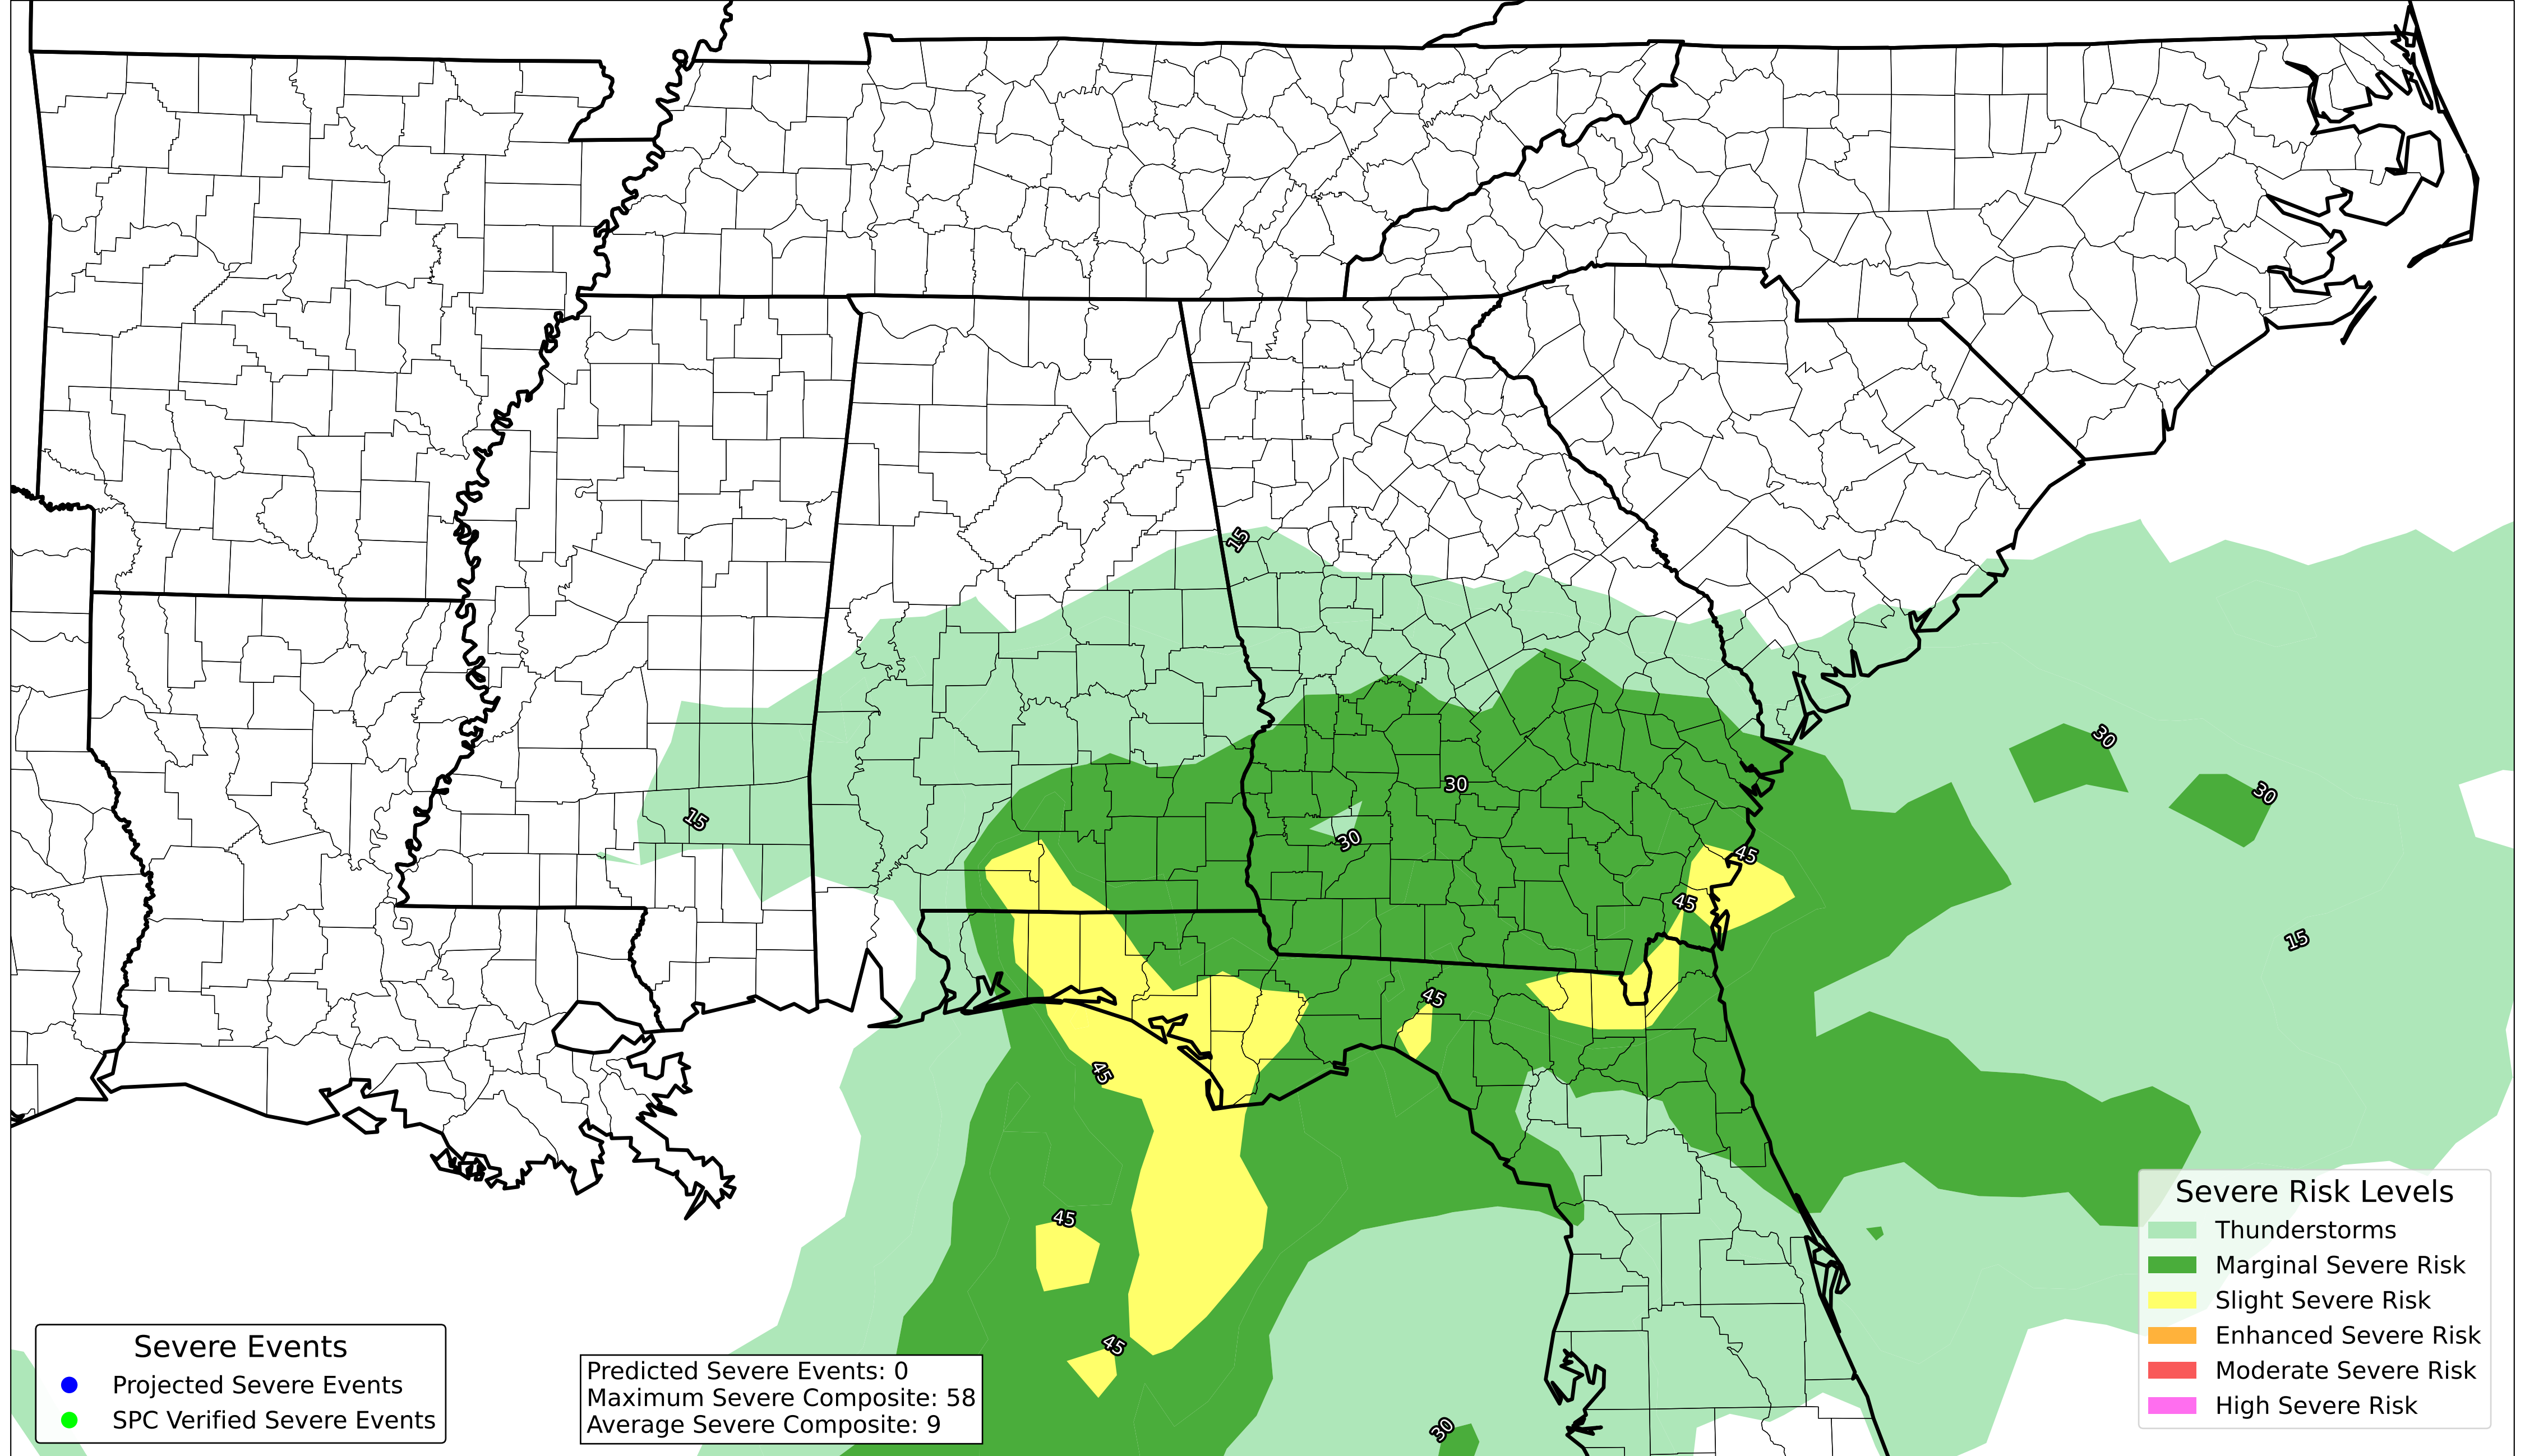 15
30
30
15
30
30
45
45
15
45
45
45
45
30
Severe Risk Levels
Thunderstorms
Marginal Severe Risk
Slight Severe Risk
Enhanced Severe Risk
Moderate Severe Risk
High Severe Risk
Severe Events
Projected Severe Events
SPC Verified Severe Events
Predicted Severe Events: 0
Maximum Severe Composite: 58
Average Severe Composite: 9